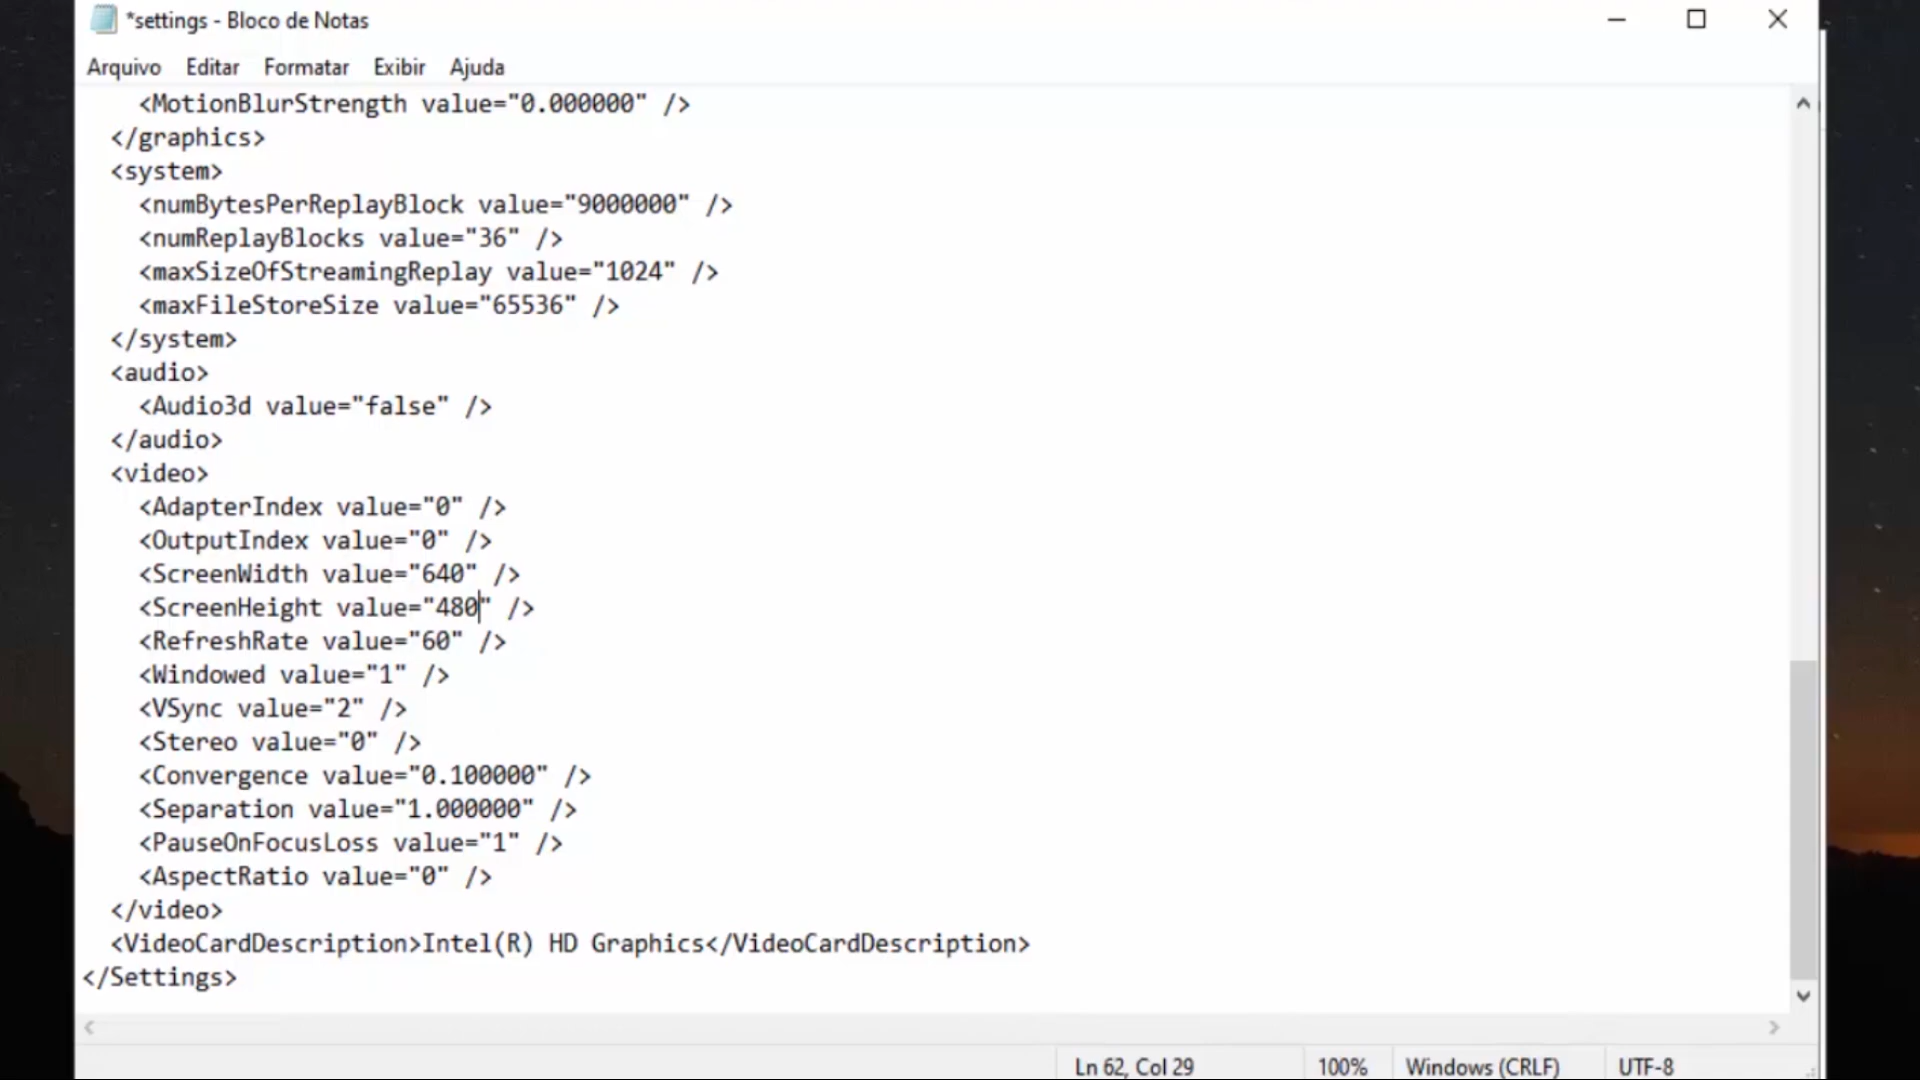 *settings - Bloco de Notas
Arquivo Editar Formatar Exibir Ajuda
<MotionBlurStrength value="0.000000" />
</graphics>
<system>
<numBytesPerReplayBlock value="9000000" />
<numReplayBlocks value="36" />
<maxSizeOfStreamingReplay value="1024" />
<maxFileStoreSize value="65536" />
</system>
<audio>
<Audio3d value="false" />
</audio>
<video>
<AdapterIndex value="0" />
<OutputIndex value="0" />
<ScreenWidth value="640" />
<ScreenHeight value="480" />
<RefreshRate value="60" />
<Windowed value="1" />
<VSync value="2" />
<Stereo value="0" />
<Convergence value="0.100000" />
<Separation value="1.000000" />
<PauseOnFocusLoss value="1" />
<AspectRatio value="0" />
</video>
<VideoCardDescription>Intel(R) HD Graphics</VideoCardDescription>
</Settings>
Ln 62, Col 29 100% Windows (CRLF) UTF-8